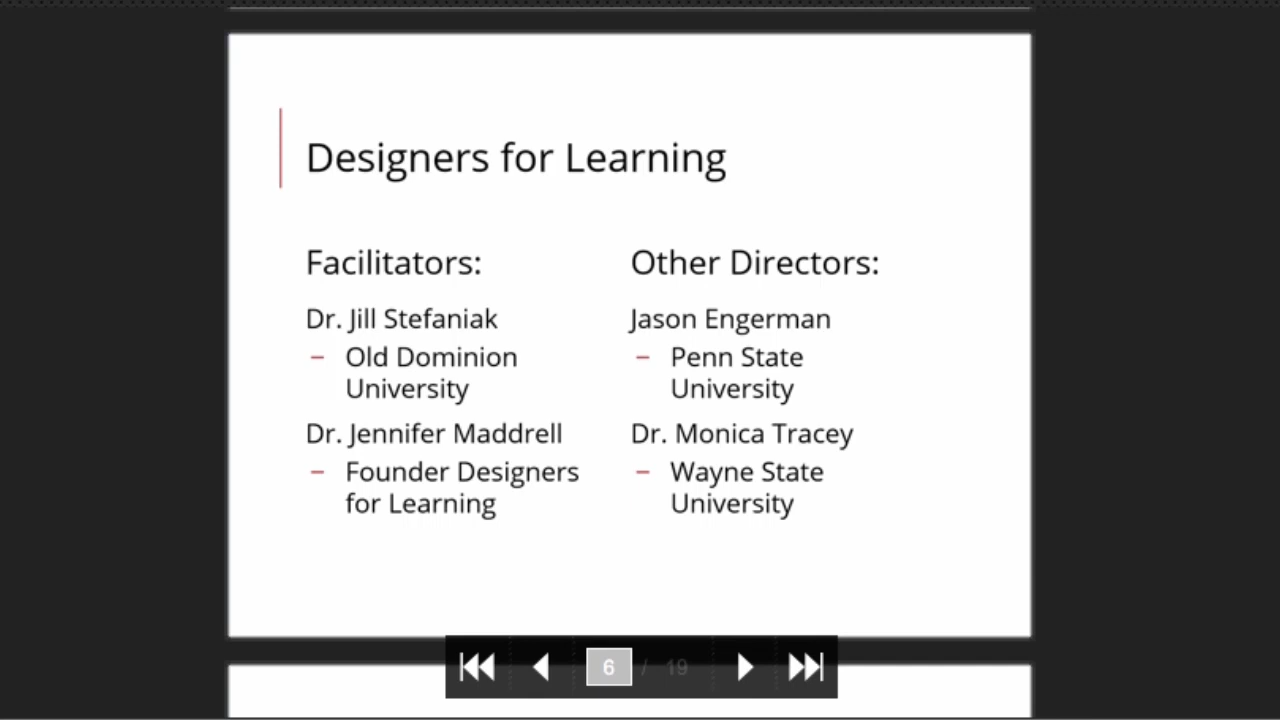 Designers for Learning
Facilitators:
Dr. Jill Stefaniak
– Old Dominion
University
Dr. Jennifer Maddrell
– Founder Designers
for Learning
Other Directors:
Jason Engerman
– Penn State
University
Dr. Monica Tracey
– Wayne State
University
6 / 19